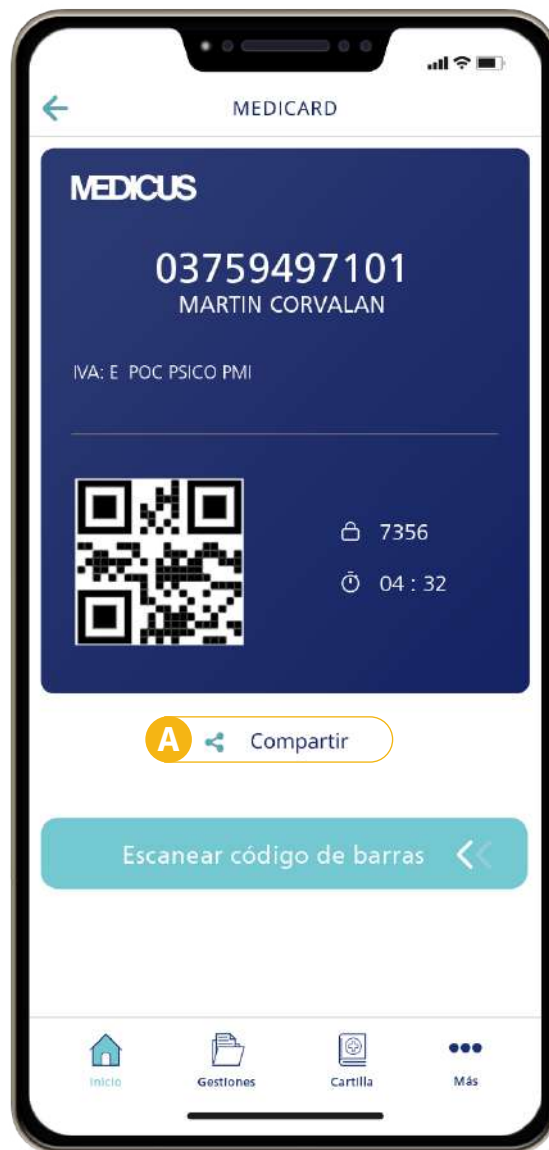 MEDICARD
MEDICUS
03759497101
MARTIN CORVALAN
IVA: E POC PSICO PMI
7356
04 : 32
A Compartir
Escanear código de barras
Inicio Gestiones Cartilla Más